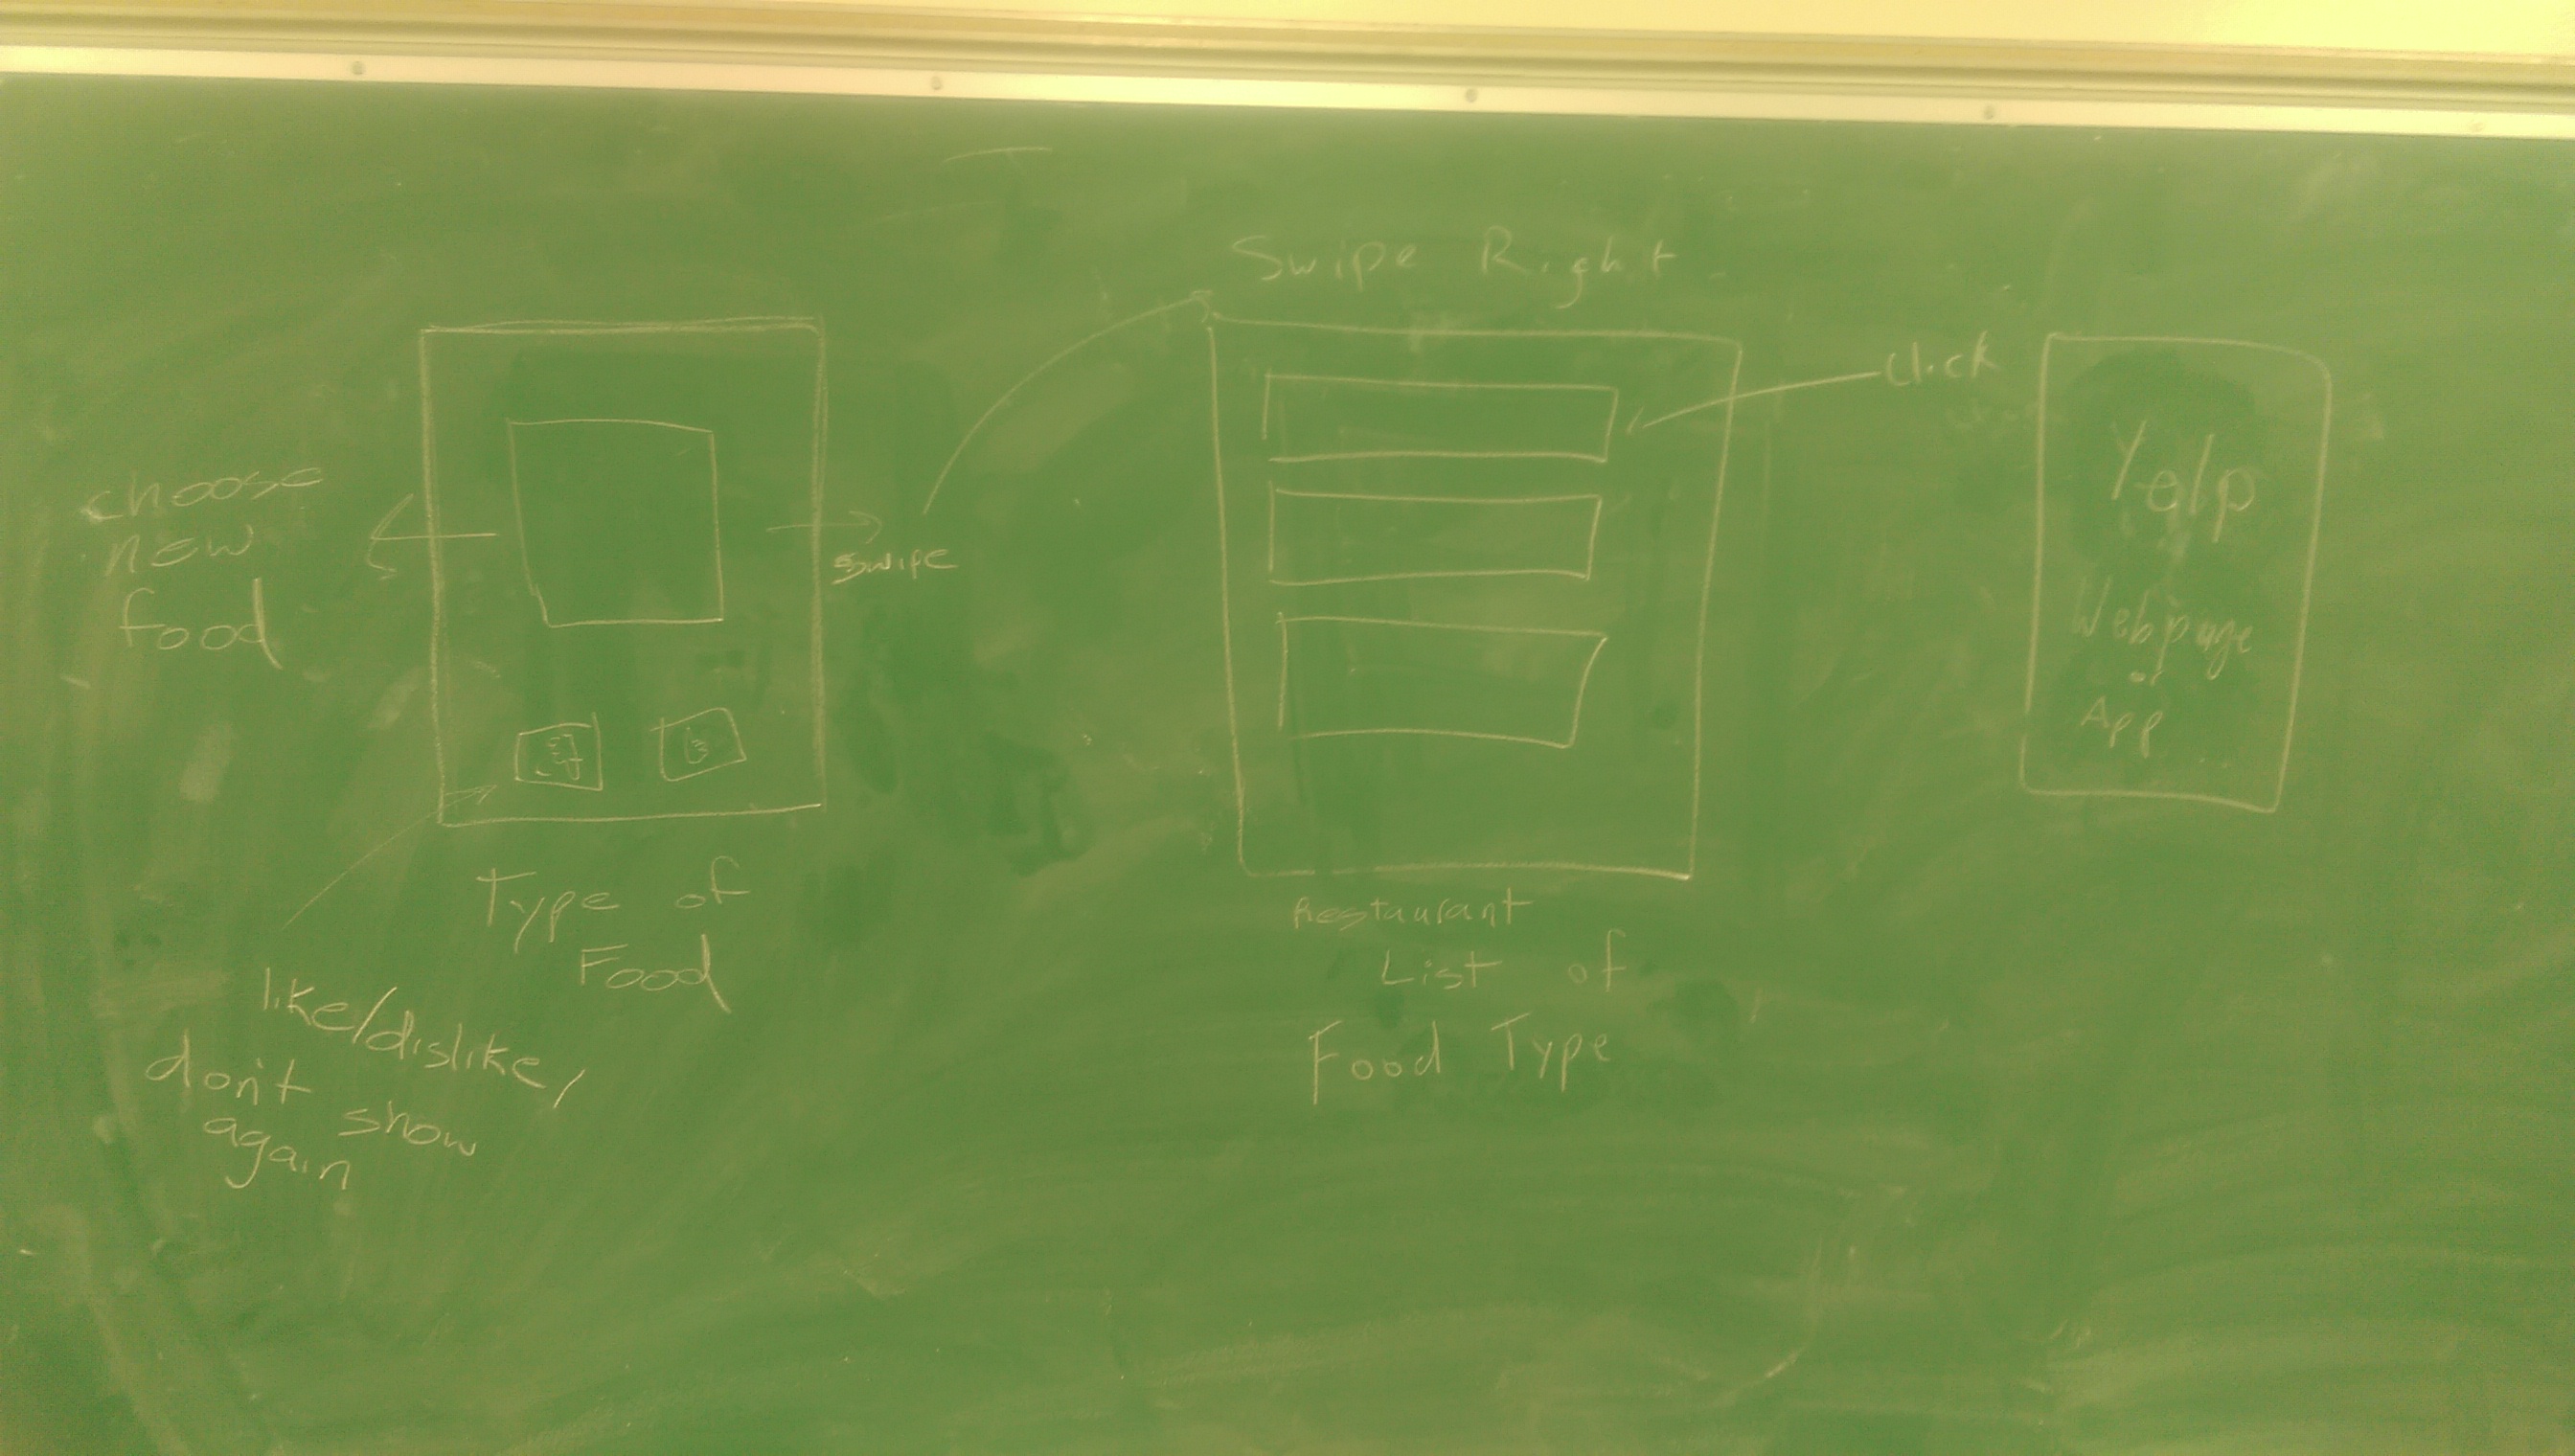 choose
new
food
swipe
Type of
Food
like/dislike,
don't show
again
Swipe Right
click
Restaurant
List of
Food Type
Yelp
Webpage
or
App